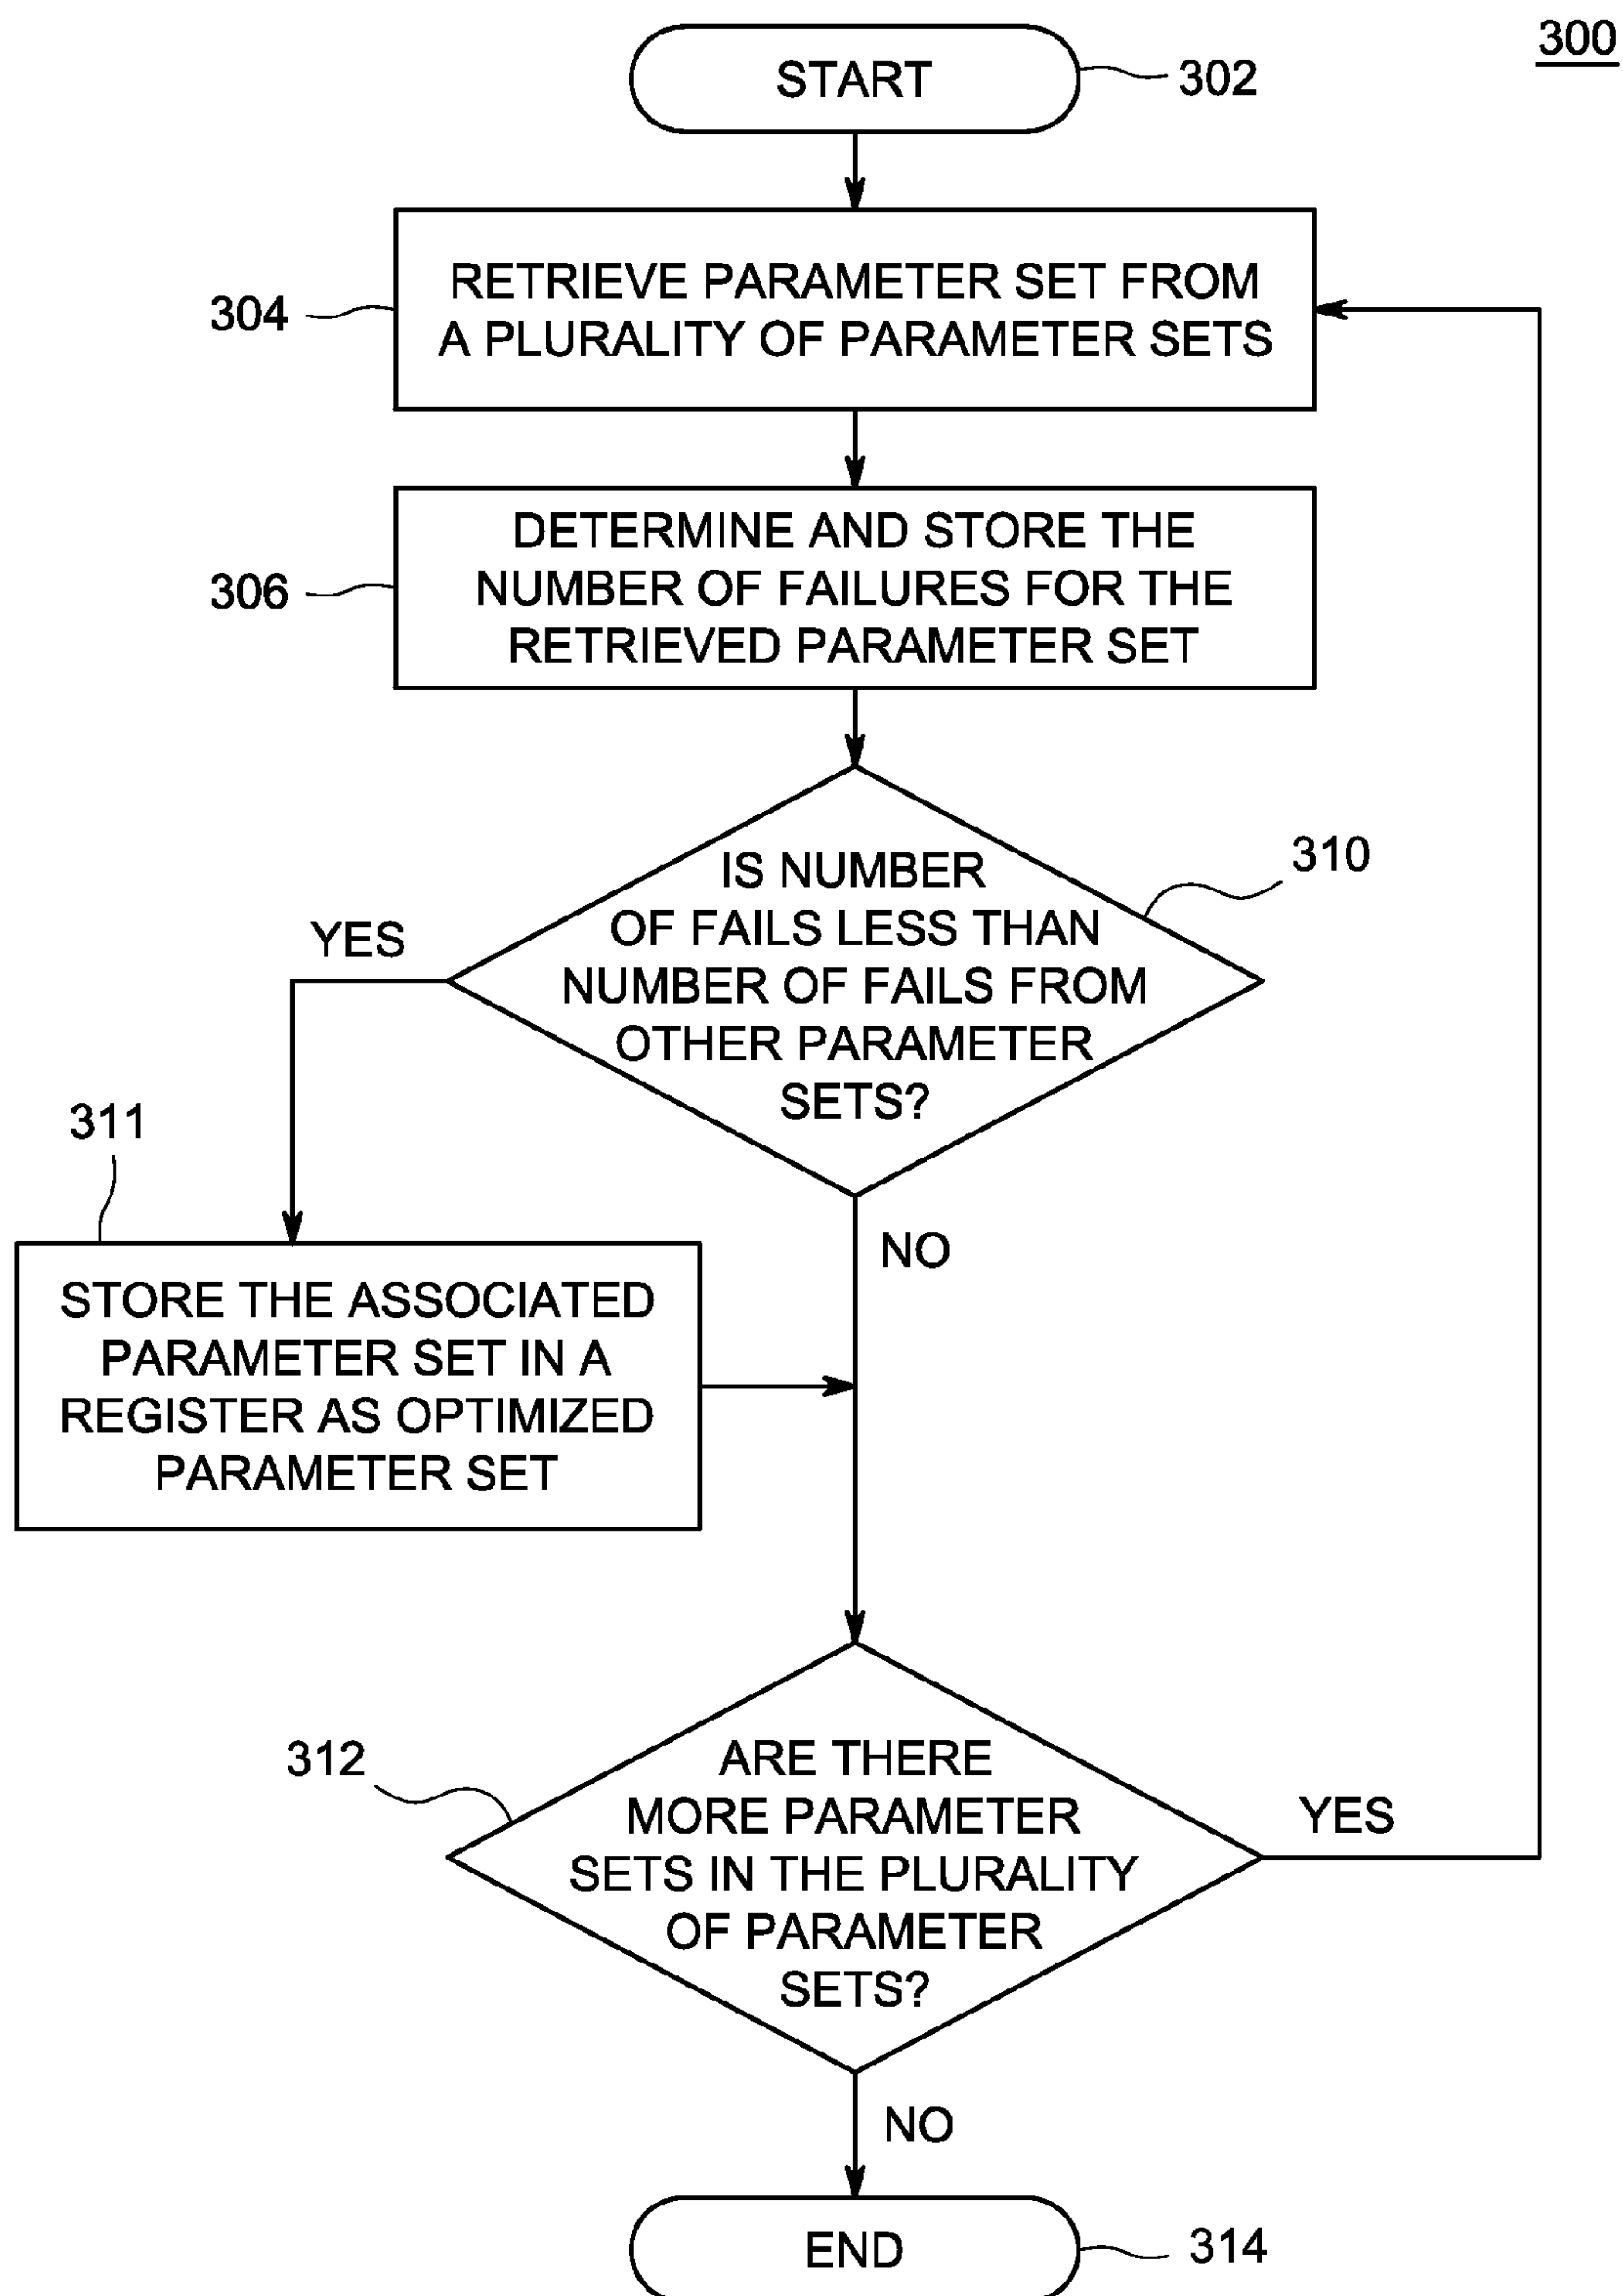 300
START
302
RETRIEVE PARAMETER SET FROM
A PLURALITY OF PARAMETER SETS
304
DETERMINE AND STORE THE
NUMBER OF FAILURES FOR THE
RETRIEVED PARAMETER SET
306
IS NUMBER
OF FAILS LESS THAN
NUMBER OF FAILS FROM
OTHER PARAMETER
SETS?
310
YES
NO
311
STORE THE ASSOCIATED
PARAMETER SET IN A
REGISTER AS OPTIMIZED
PARAMETER SET
312
ARE THERE
MORE PARAMETER
SETS IN THE PLURALITY
OF PARAMETER
SETS?
YES
NO
END
314